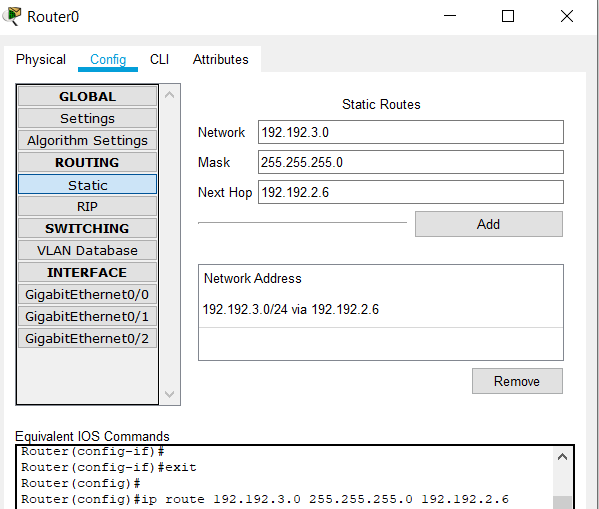 Router0
Physical Config CLI Attributes
GLOBAL
Settings
Algorithm Settings
ROUTING
Static
RIP
SWITCHING
VLAN Database
INTERFACE
GigabitEthernet0/0
GigabitEthernet0/1
GigabitEthernet0/2
Static Routes
Network 192.192.3.0
Mask 255.255.255.0
Next Hop 192.192.2.6
Add
Network Address
192.192.3.0/24 via 192.192.2.6
Remove
Equivalent IOS Commands
Router(config-if)#
Router(config-if)#exit
Router(config)#
Router(config)#ip route 192.192.3.0 255.255.255.0 192.192.2.6